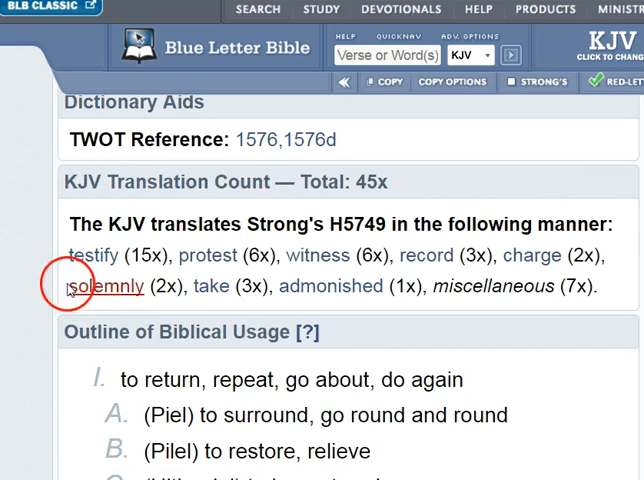 BLB CLASSIC
SEARCH STUDY DEVOTIONALS HELP PRODUCTS MINISTR
HELP QUICKNAV ADV. OPTIONS
Blue Letter Bible Verse or Word(s) KJV KJV
CLICK TO CHANG
COPY COPY OPTIONS STRONG'S RED-LET
Dictionary Aids
TWOT Reference: 1576,1576d
KJV Translation Count — Total: 45x
The KJV translates Strong's H5749 in the following manner:
testify (15x), protest (6x), witness (6x), record (3x), charge (2x),
solemnly (2x), take (3x), admonished (1x), miscellaneous (7x).
Outline of Biblical Usage [?]
I. to return, repeat, go about, do again
A. (Piel) to surround, go round and round
B. (Pilel) to restore, relieve